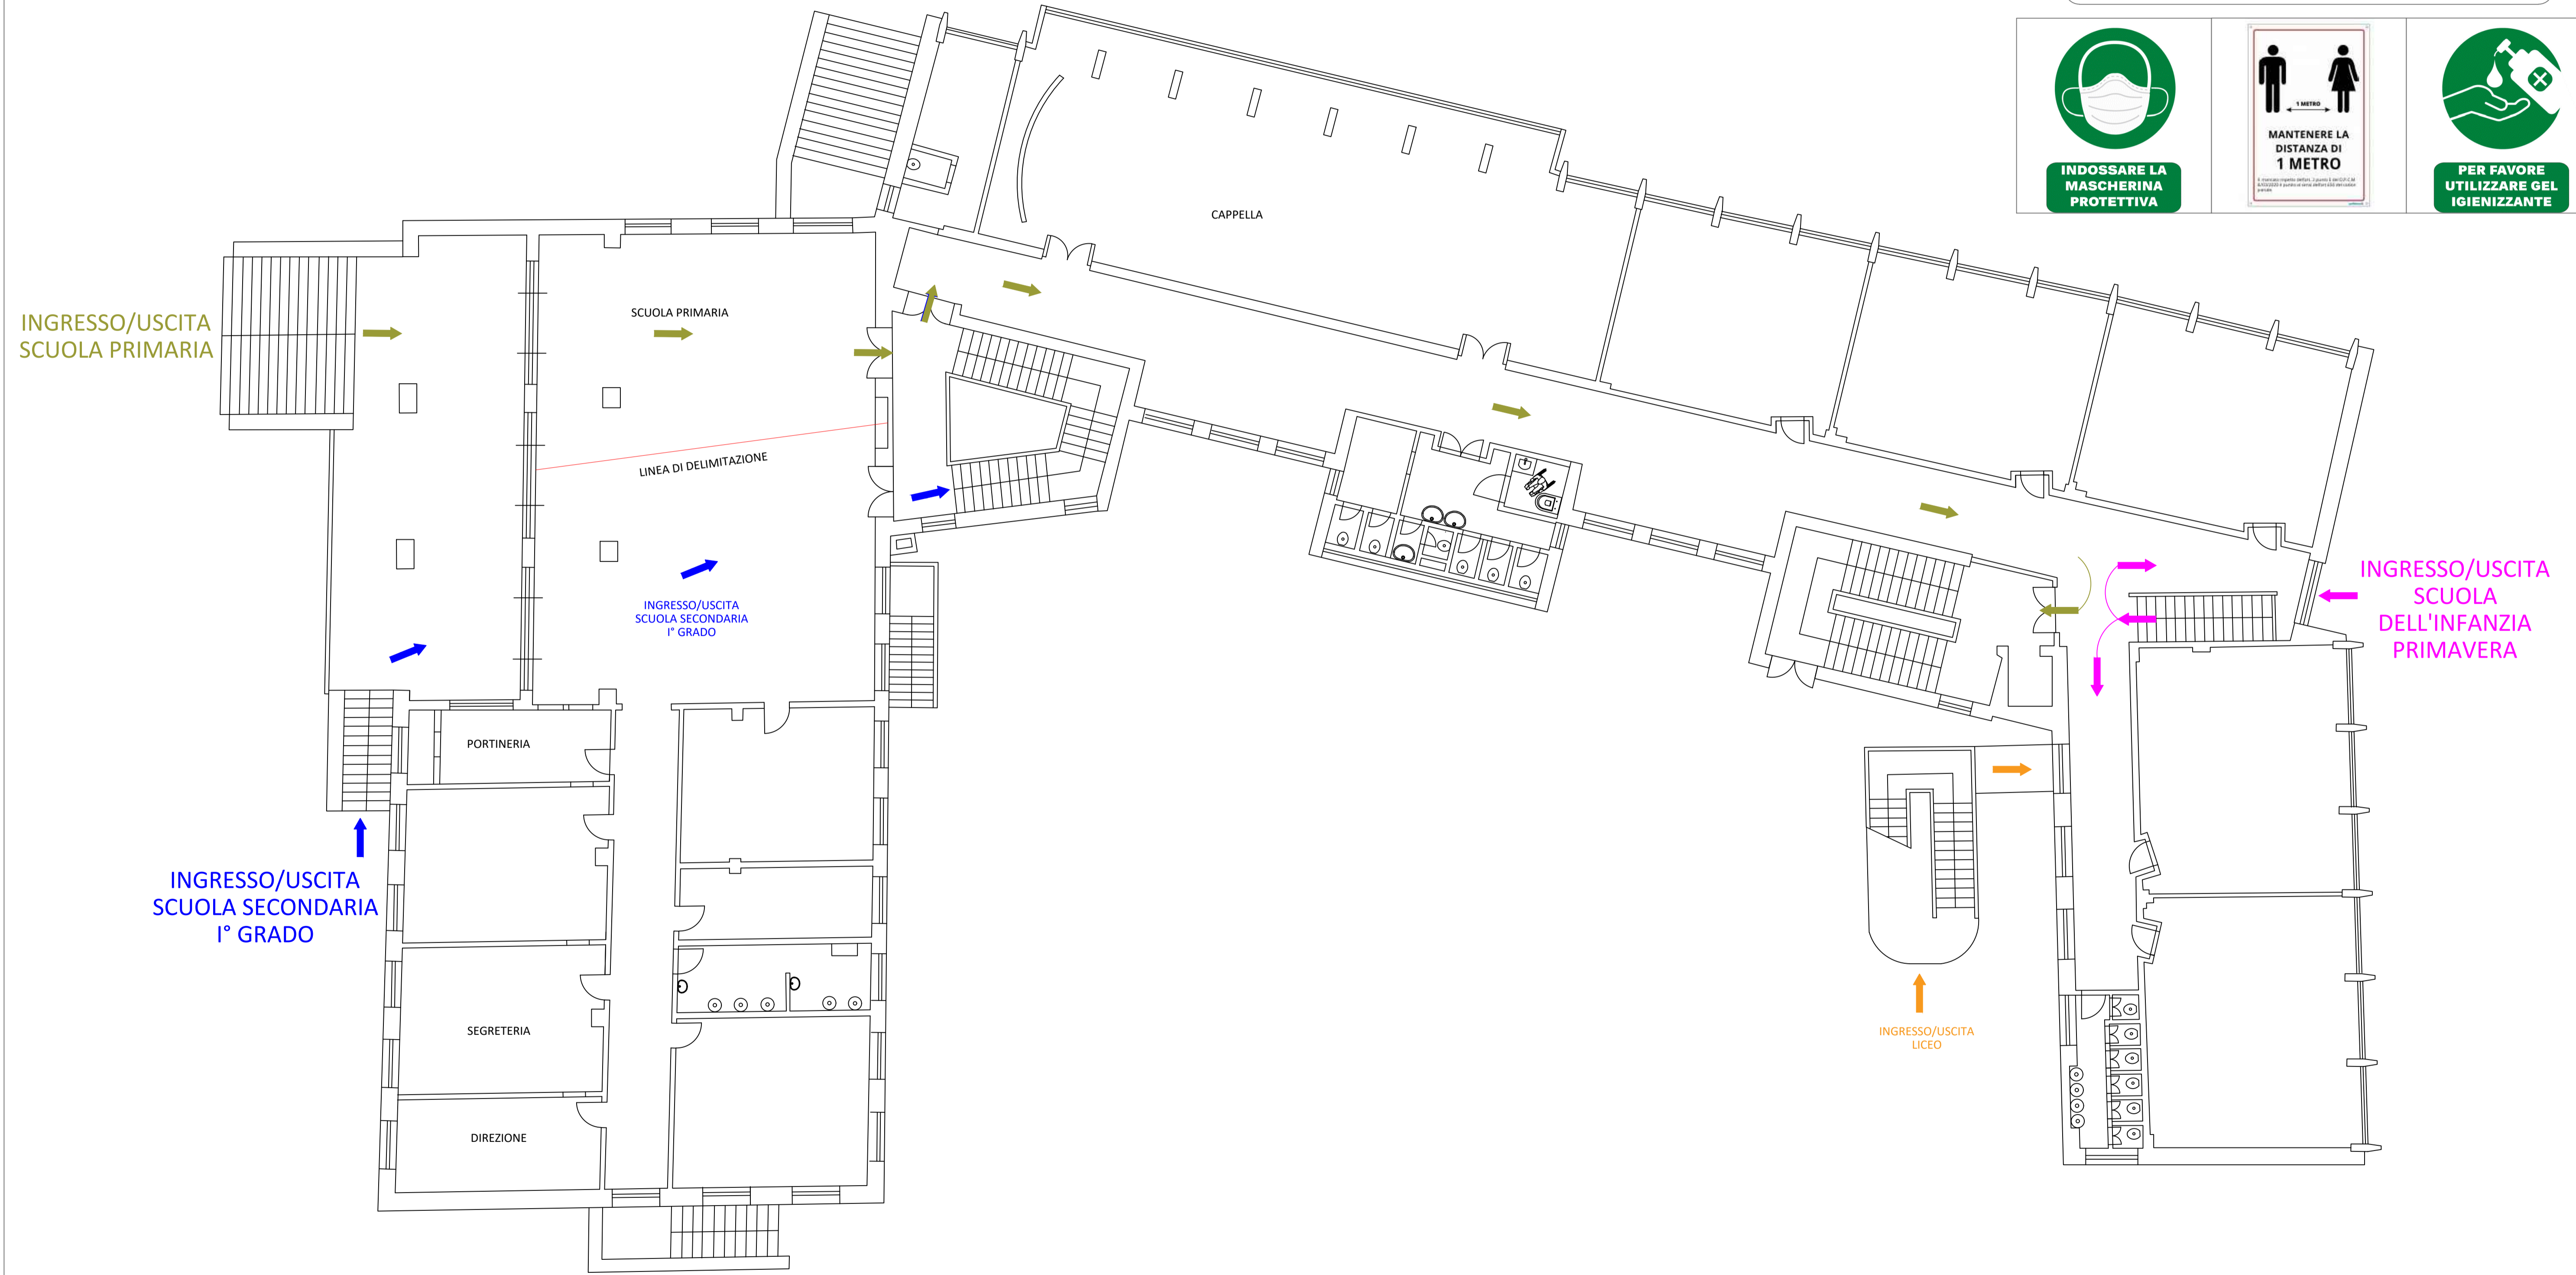 INDOSSARE LA
MASCHERINA
PROTETTIVA
1 METRO
MANTENERE LA
DISTANZA DI
1 METRO
PER FAVORE
UTILIZZARE GEL
IGIENIZZANTE
CAPPELLA
INGRESSO/USCITA
SCUOLA PRIMARIA
SCUOLA PRIMARIA
LINEA DI DELIMITAZIONE
INGRESSO/USCITA
SCUOLA SECONDARIA
I° GRADO
INGRESSO/USCITA
SCUOLA
DELL'INFANZIA
PRIMAVERA
PORTINERIA
INGRESSO/USCITA
SCUOLA SECONDARIA
I° GRADO
SEGRETERIA
INGRESSO/USCITA
LICEO
DIREZIONE